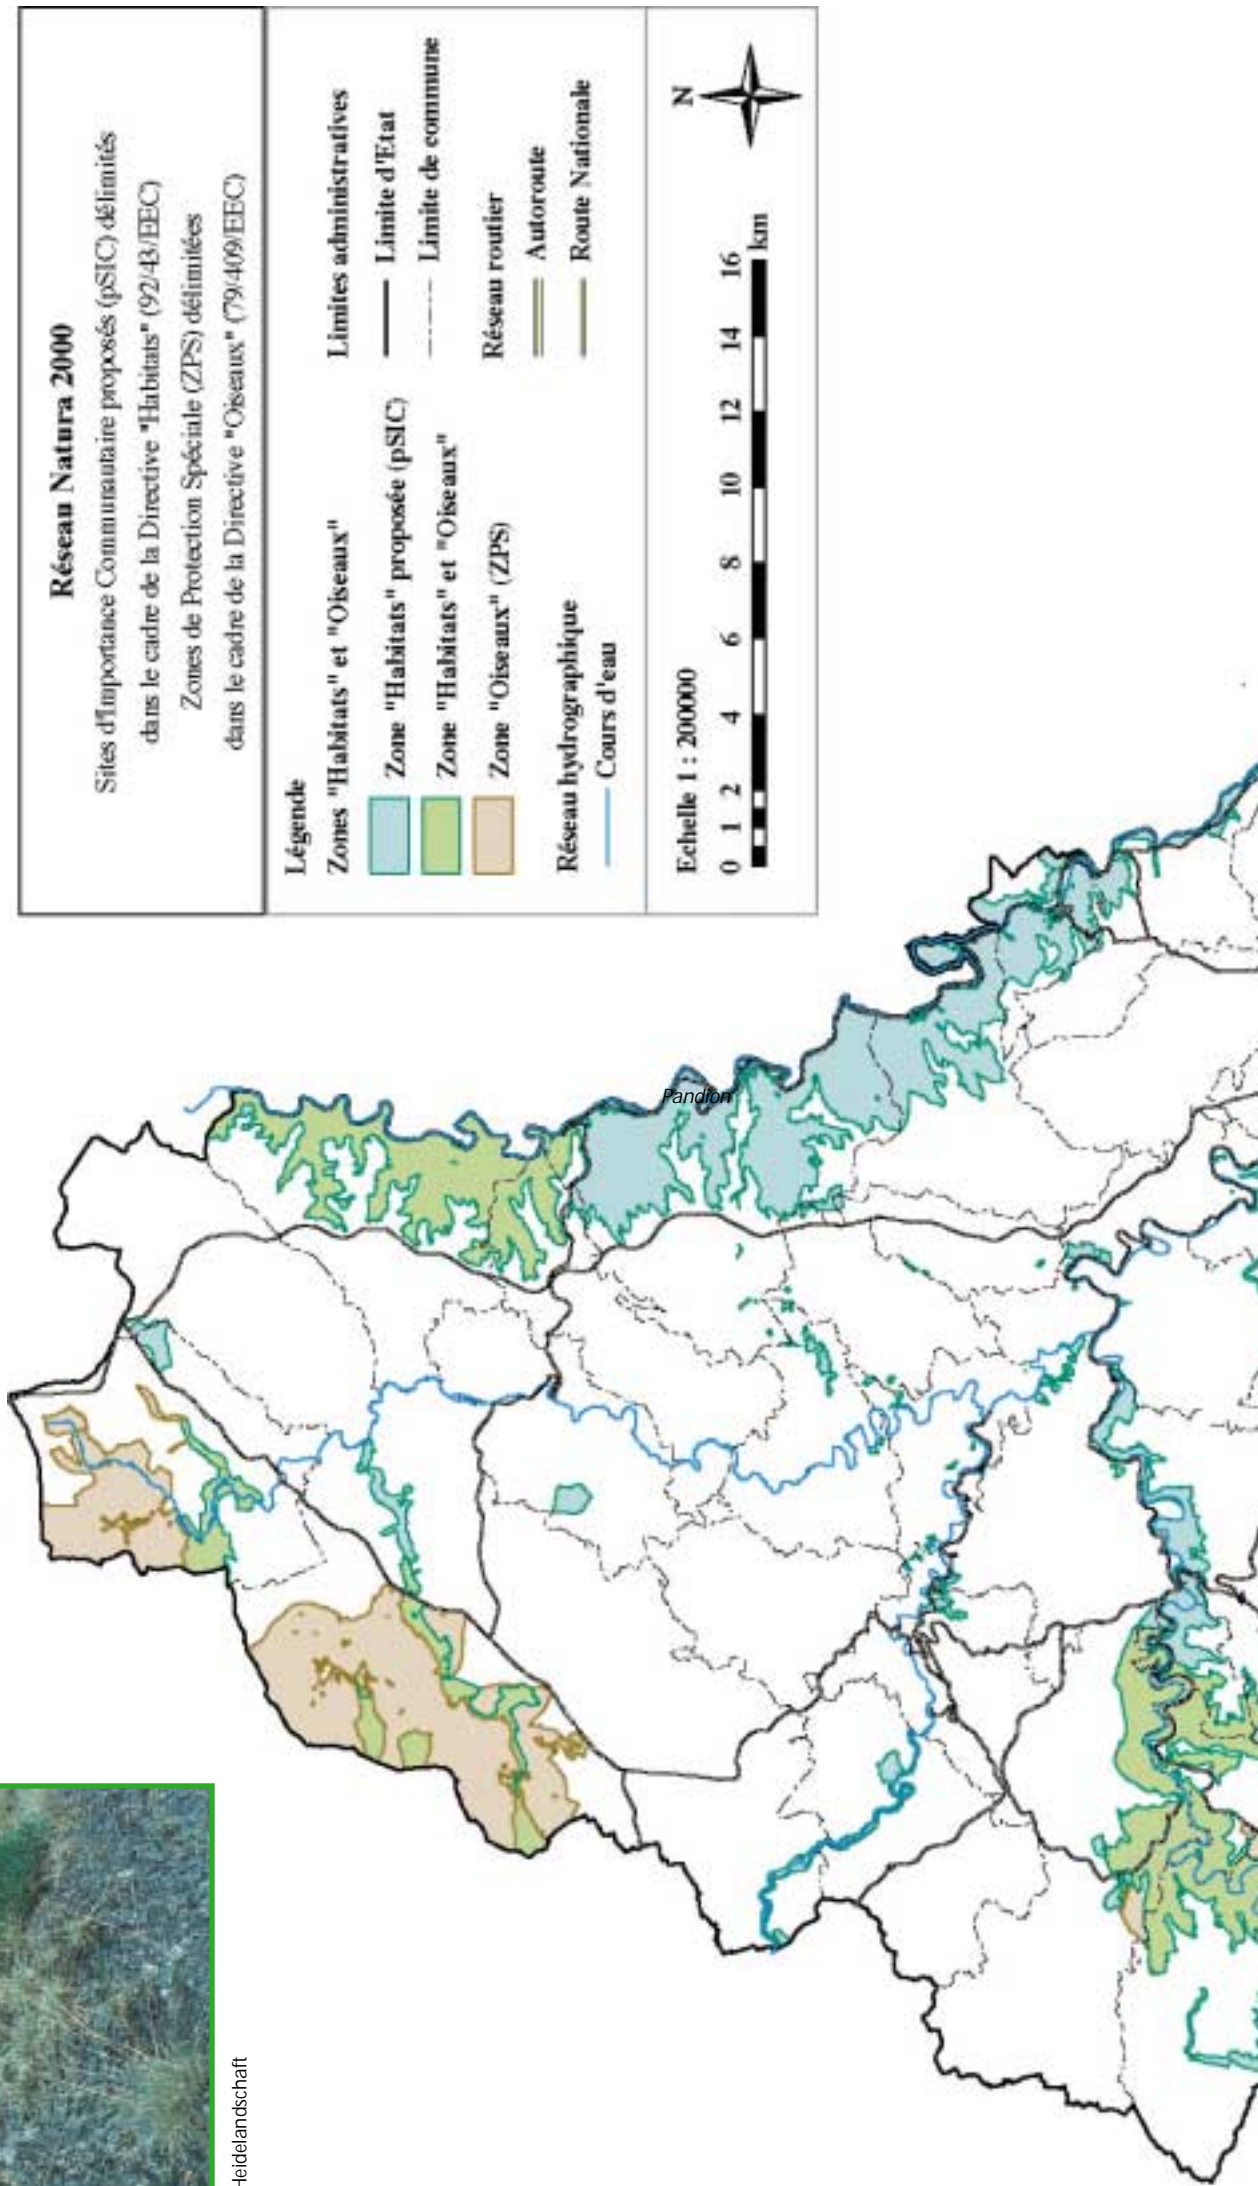 Réseau Natura 2000
Sites d'Importance Communautaire proposés (pSIC) délimités
dans le cadre de la Directive "Habitats" (92/43/EEC)
Zones de Protection Spéciale (ZPS) délimitées
dans le cadre de la Directive "Oiseaux" (79/409/EEC)
Légende
Zones "Habitats" et "Oiseaux"
Zone "Habitats" proposée (pSIC)
Zone "Habitats" et "Oiseaux"
Zone "Oiseaux" (ZPS)
Réseau hydrographique
Cours d'eau
Limites administratives
Limite d'Etat
Limite de commune
Réseau routier
Autoroute
Route Nationale
Echelle 1 : 200000
0 1 2 4 6 8 10 12 14 16 km
N
Pandion
Heidelandschaft